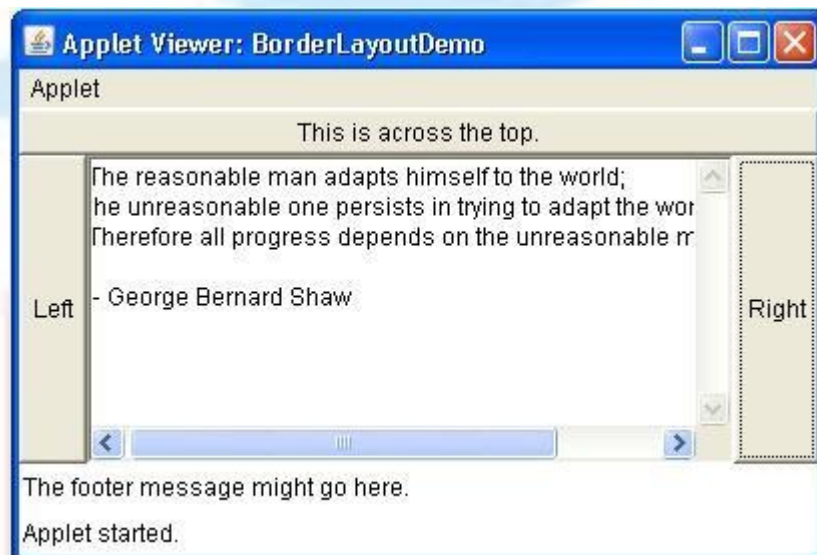 Applet Viewer: BorderLayoutDemo
Applet
This is across the top.
The reasonable man adapts himself to the world;
the unreasonable one persists in trying to adapt the wor
Therefore all progress depends on the unreasonable m
- George Bernard Shaw
Left
Right
The footer message might go here.
Applet started.